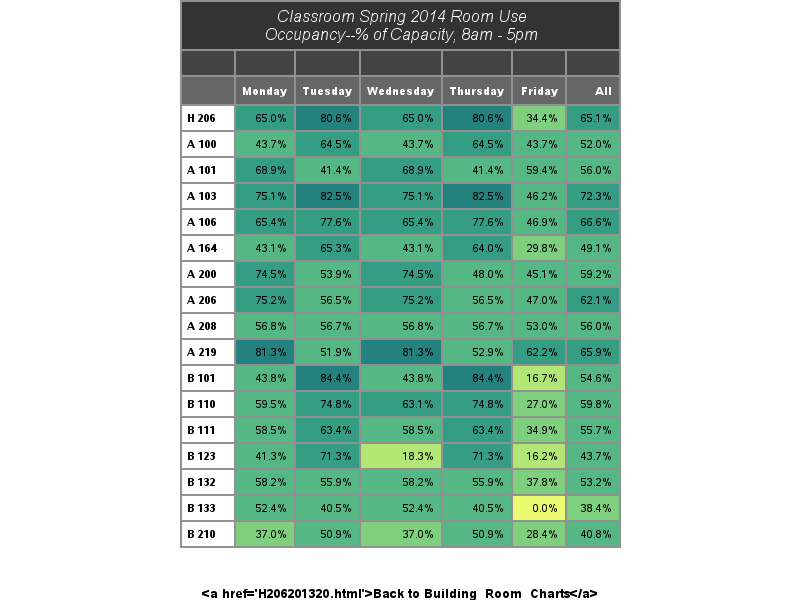 Classroom Spring 2014 Room Use
Occupancy--% of Capacity, 8am - 5pm
Monday Tuesday Wednesday Thursday Friday All
H 206 65.0% 80.6% 65.0% 80.6% 34.4% 65.1%
A 100 43.7% 64.5% 43.7% 64.5% 43.7% 52.0%
A 101 68.9% 41.4% 68.9% 41.4% 59.4% 56.0%
A 103 75.1% 82.5% 75.1% 82.5% 46.2% 72.3%
A 106 65.4% 77.6% 65.4% 77.6% 46.9% 66.6%
A 164 43.1% 65.3% 43.1% 64.0% 29.8% 49.1%
A 200 74.5% 53.9% 74.5% 48.0% 45.1% 59.2%
A 206 75.2% 56.5% 75.2% 56.5% 47.0% 62.1%
A 208 56.8% 56.7% 56.8% 56.7% 53.0% 56.0%
A 219 81.3% 51.9% 81.3% 52.9% 62.2% 65.9%
B 101 43.8% 84.4% 43.8% 84.4% 16.7% 54.6%
B 110 59.5% 74.8% 63.1% 74.8% 27.0% 59.8%
B 111 58.5% 63.4% 58.5% 63.4% 34.9% 55.7%
B 123 41.3% 71.3% 18.3% 71.3% 16.2% 43.7%
B 132 58.2% 55.9% 58.2% 55.9% 37.8% 53.2%
B 133 52.4% 40.5% 52.4% 40.5% 0.0% 38.4%
B 210 37.0% 50.9% 37.0% 50.9% 28.4% 40.8%
<a href='H206201320.html'>Back to Building_Room_Charts</a>